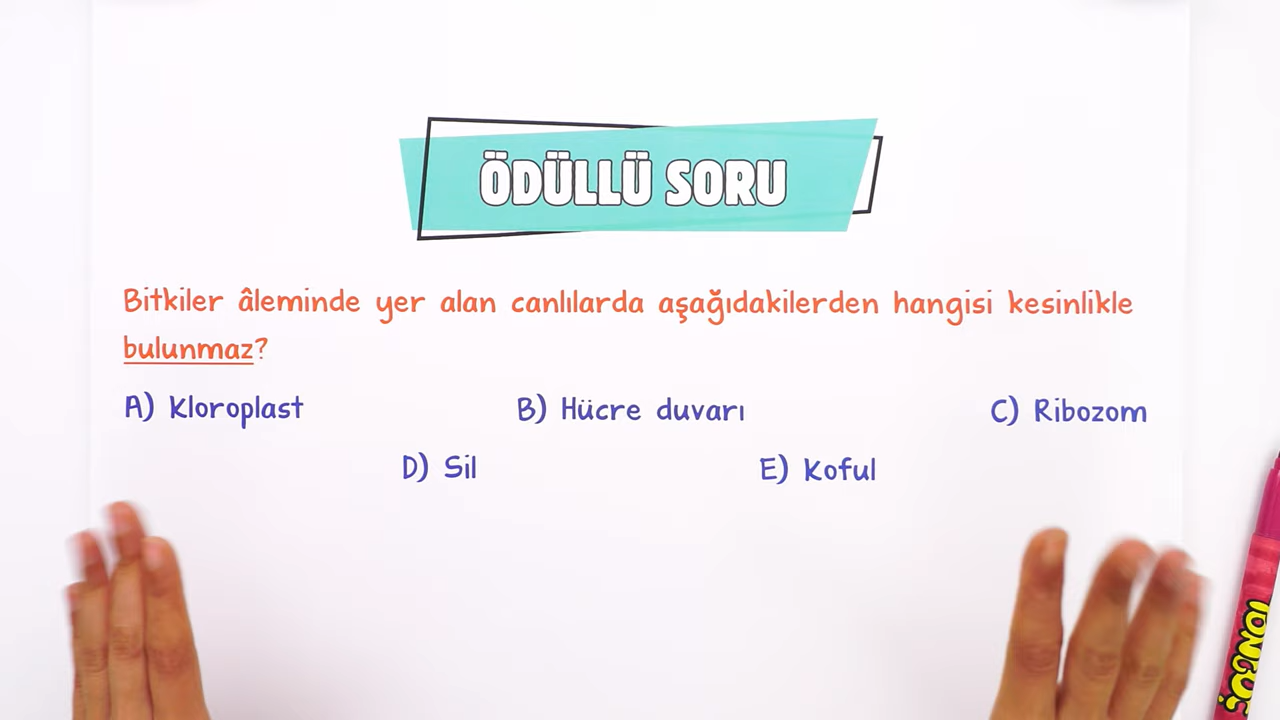 ÖDÜLLÜ SORU
Bitkiler âleminde yer alan canlılarda aşağıdakilerden hangisi kesinlikle
bulunmaz?
A) Kloroplast B) Hücre duvarı C) Ribozom
D) Sil E) Koful